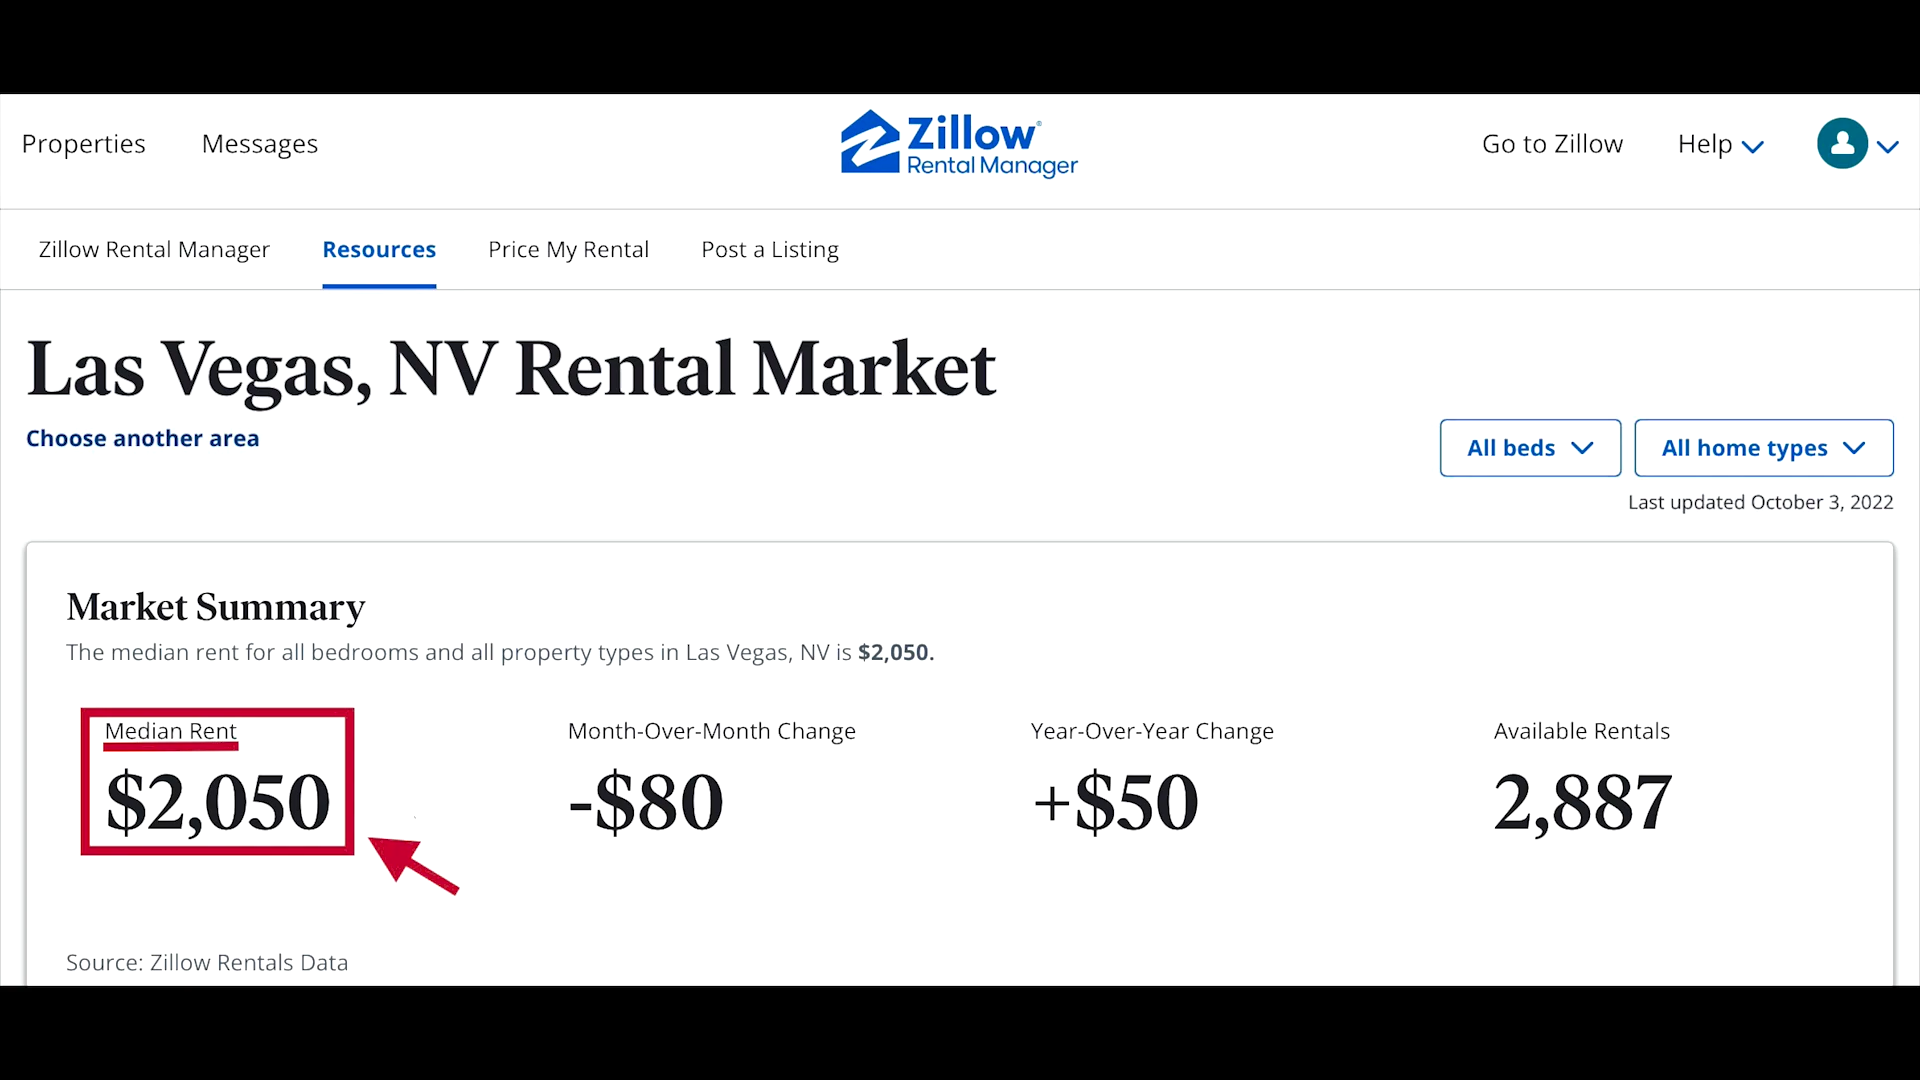 Properties Messages Zillow® Go to Zillow Help
Rental Manager
Zillow Rental Manager Resources Price My Rental Post a Listing
Las Vegas, NV Rental Market
Choose another area
All beds All home types
Last updated October 3, 2022
Market Summary
The median rent for all bedrooms and all property types in Las Vegas, NV is $2,050.
Median Rent Month-Over-Month Change Year-Over-Year Change Available Rentals
$2,050 -$80 +$50 2,887
Source: Zillow Rentals Data